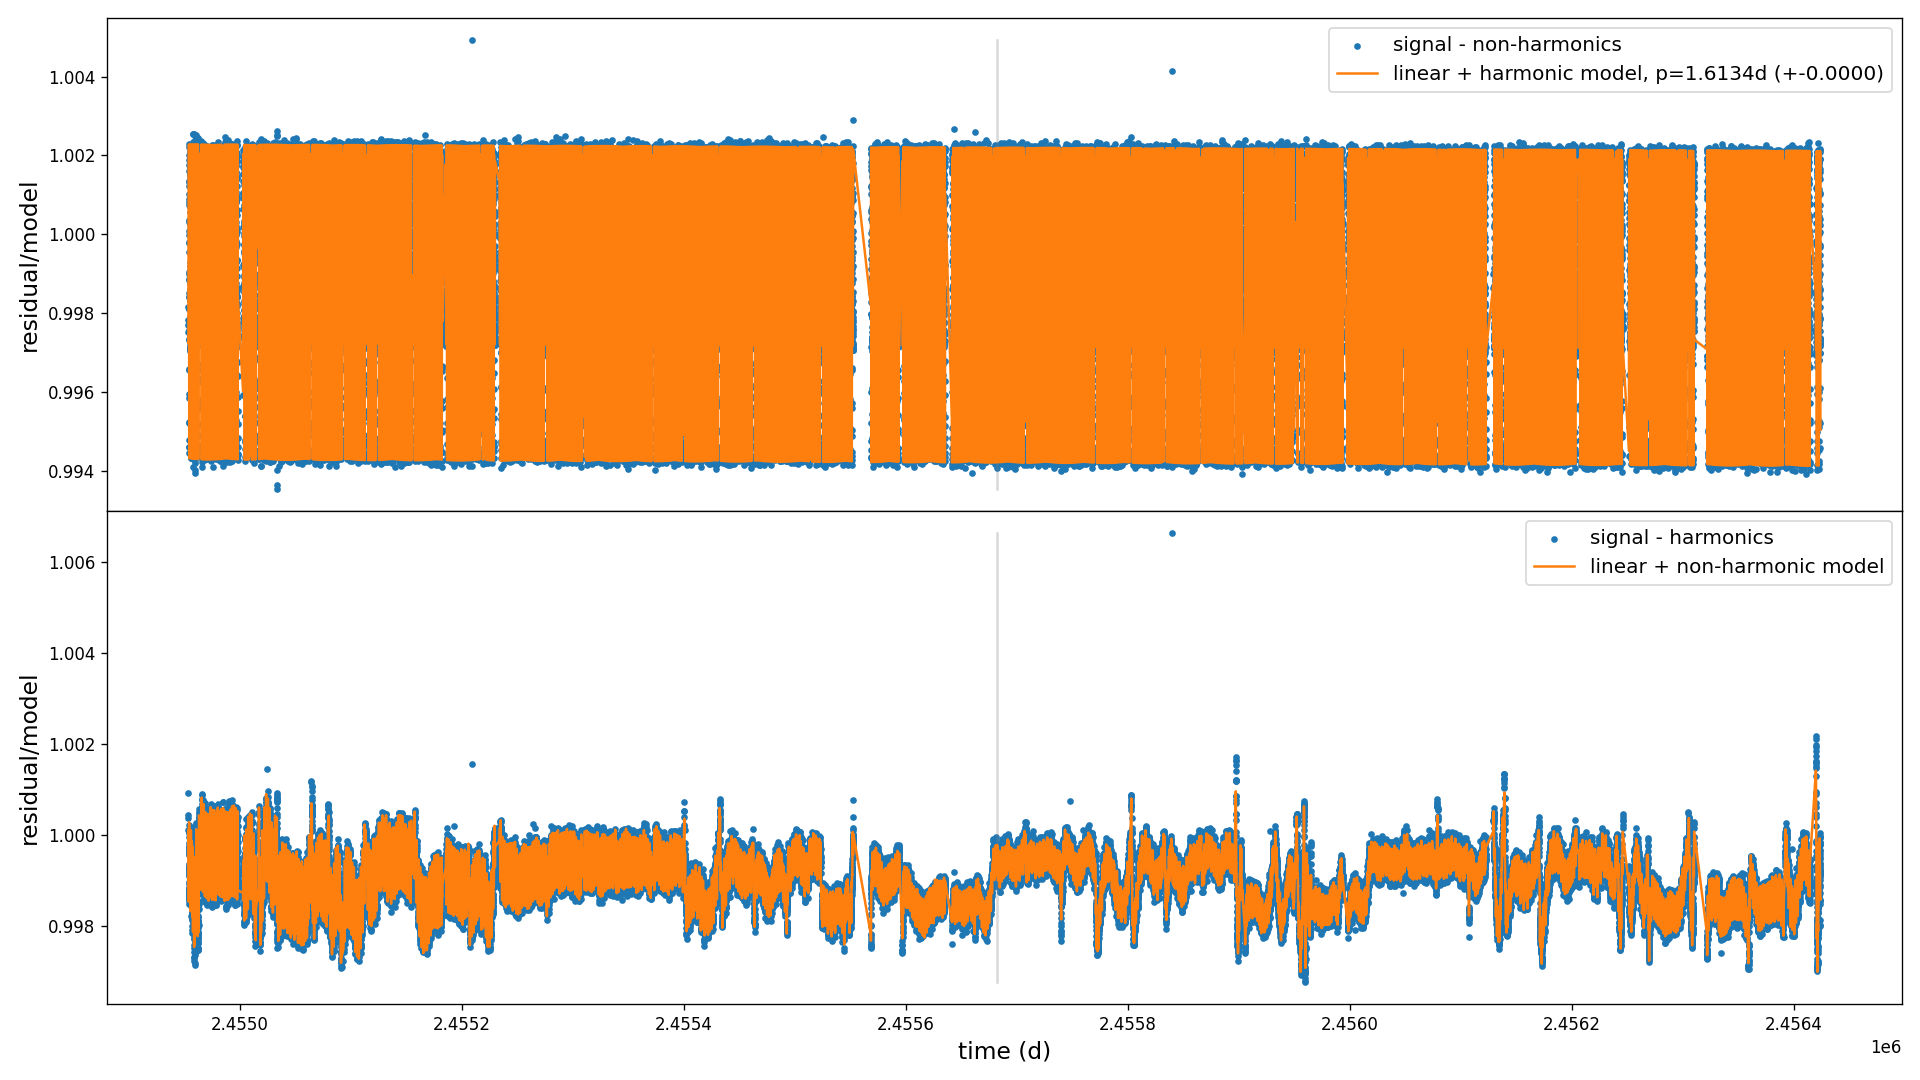 signal - non-harmonics
linear + harmonic model, p=1.6134d (+-0.0000)
1.004
1.002
1.000
0.998
0.996
0.994
residual/model
signal - harmonics
linear + non-harmonic model
1.006
1.004
1.002
1.000
0.998
residual/model
2.4550
2.4552
2.4554
2.4556
2.4558
2.4560
2.4562
2.4564
time (d)
1e6